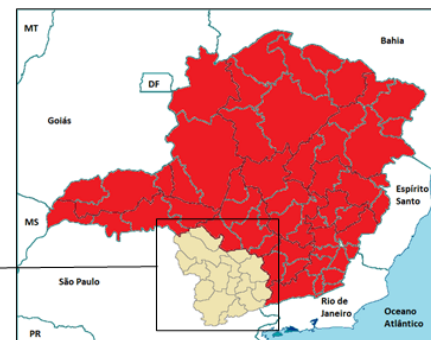 MT
Bahia
DF
Goiás
Espírito
Santo
MS
São Paulo
Rio de
Janeiro
Oceano
Atlântico
PR